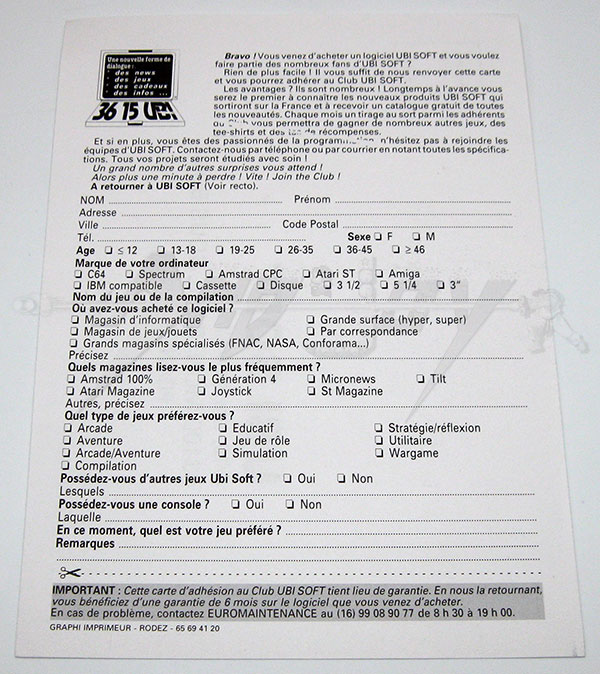 Une nouvelle forme de
dialogue :
- des news
- des jeux
- des cadeaux
- des infos ...
36 15 UBI
Bravo ! Vous venez d'acheter un logiciel UBI SOFT et vous voulez
faire partie des nombreux fans d'UBI SOFT ?
Rien de plus facile ! Il vous suffit de nous renvoyer cette carte
et vous pourrez adhérer au Club UBI SOFT.
Les avantages ? Ils sont nombreux ! Longtemps à l'avance vous
serez le premier à connaître les nouveaux produits UBI SOFT qui
sortiront sur la France et à recevoir un catalogue gratuit de toutes
les nouveautés. Chaque mois un tirage au sort parmi les adhérents
au Club vous permettra de gagner de nombreux autres jeux, des
tee-shirts et des récompenses.
Et si en plus, vous êtes des passionnés de la n'hésitez pas à rejoindre les
équipes d'UBI SOFT. Contactez-nous par téléphone ou par courrier en notant toutes les spécifica-
tions. Tous vos projets seront étudiés avec soin !
Un grand nombre d'autres surprises vous attend !
Alors plus une minute à perdre ! Vite ! Join the Club !
A retourner à UBI SOFT (Voir recto).
NOM Prénom
Adresse
Ville Code Postal
Tél. Sexe ❏ F ❏ M
Age ❏ ≤ 12 ❏ 13-18 ❏ 19-25 ❏ 26-35 ❏ 36-45 ❏ ≥ 46
Marque de votre ordinateur
❏ C64 ❏ Spectrum ❏ Amstrad CPC ❏ Atari ST ❏ Amiga
❏ IBM compatible ❏ Cassette ❏ Disque ❏ 3 1/2 ❏ 5 1/4 ❏ 3"
Nom du jeu ou de la compilation
Où avez-vous acheté ce logiciel ?
❏ Magasin d'informatique ❏ Grande surface (hyper, super)
❏ Magasin de jeux/jouets ❏ Par correspondance
❏ Grands magasins spécialisés (FNAC, NASA, Conforama...)
Précisez
Quels magazines lisez-vous le plus fréquemment ?
❏ Amstrad 100% ❏ Génération 4 ❏ Micronews ❏ Tilt
❏ Atari Magazine ❏ Joystick ❏ St Magazine
Autres, précisez
Quel type de jeux préférez-vous ?
❏ Arcade ❏ Educatif ❏ Stratégie/réflexion
❏ Aventure ❏ Jeu de rôle ❏ Utilitaire
❏ Arcade/Aventure ❏ Simulation ❏ Wargame
❏ Compilation
Possédez-vous d'autres jeux Ubi Soft ? ❏ Oui ❏ Non
Lesquels
Possédez-vous une console ? ❏ Oui ❏ Non
Laquelle
En ce moment, quel est votre jeu préféré ?
Remarques
IMPORTANT : Cette carte d'adhésion au Club UBI SOFT tient lieu de garantie. En nous la retournant,
vous bénéficiez d'une garantie de 6 mois sur le logiciel que vous venez d'acheter.
En cas de problème, contactez EUROMAINTENANCE au (16) 99 08 90 77 de 8 h 30 à 19 h 00.
GRAPHI IMPRIMEUR - RODEZ - 65 69 41 20